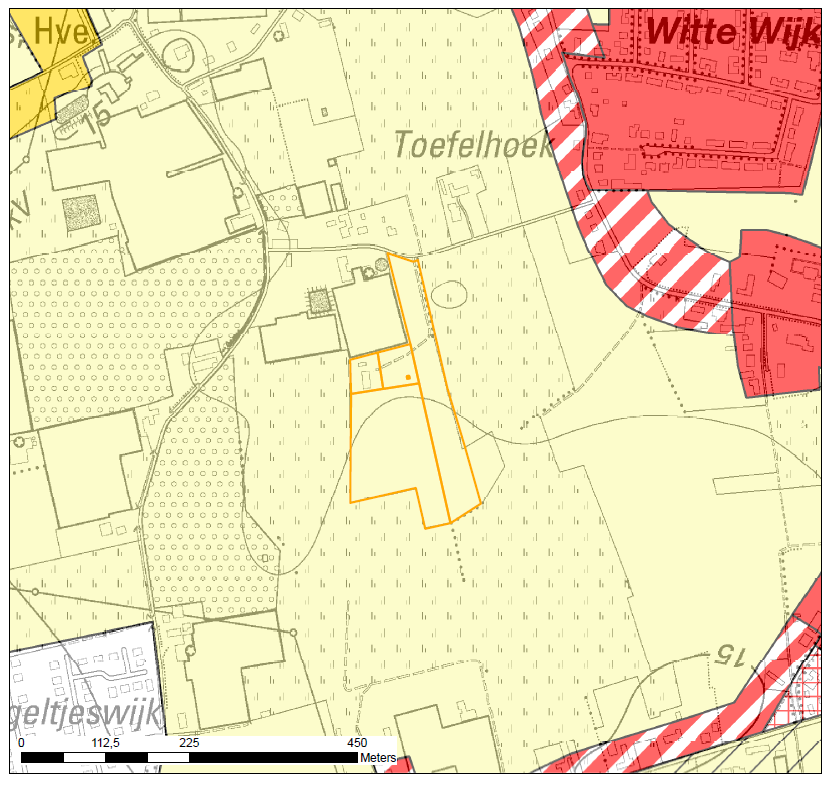 Hve
Witte Wijk
15
Toefelhoek
15
geltjeswijk
0 112,5 225 450
Meters